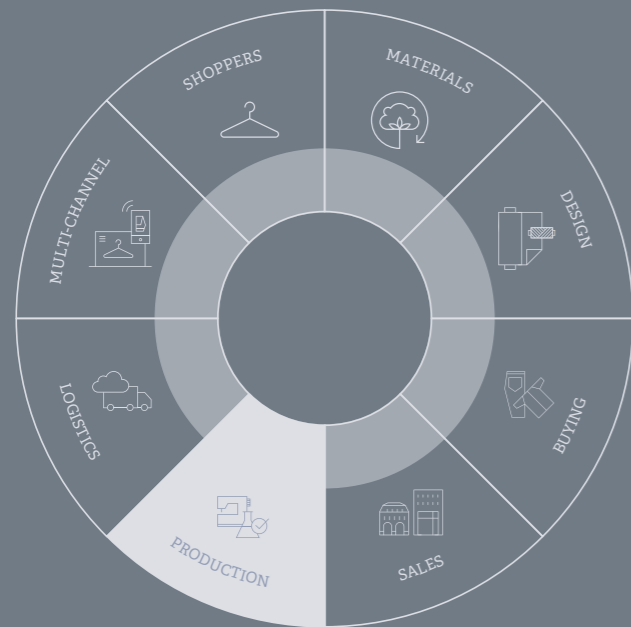 MATERIALS
DESIGN
BUYING
SALES
PRODUCTION
LOGISTICS
MULTI-CHANNEL
SHOPPERS